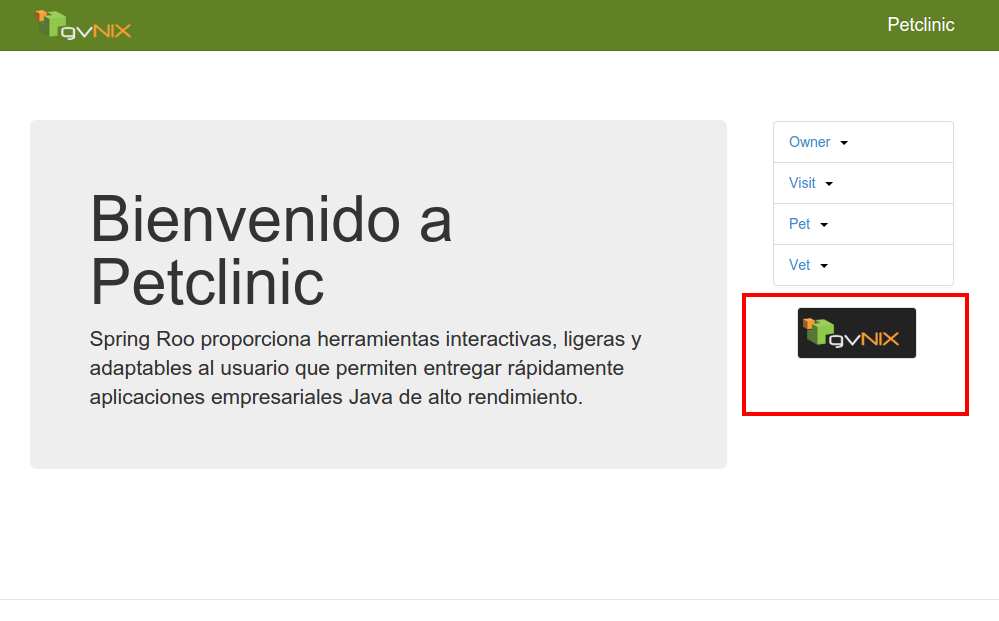 gvNIX
Petclinic
Bienvenido a
Petclinic
Spring Roo proporciona herramientas interactivas, ligeras y
adaptables al usuario que permiten entregar rápidamente
aplicaciones empresariales Java de alto rendimiento.
Owner
Visit
Pet
Vet
gvNIX